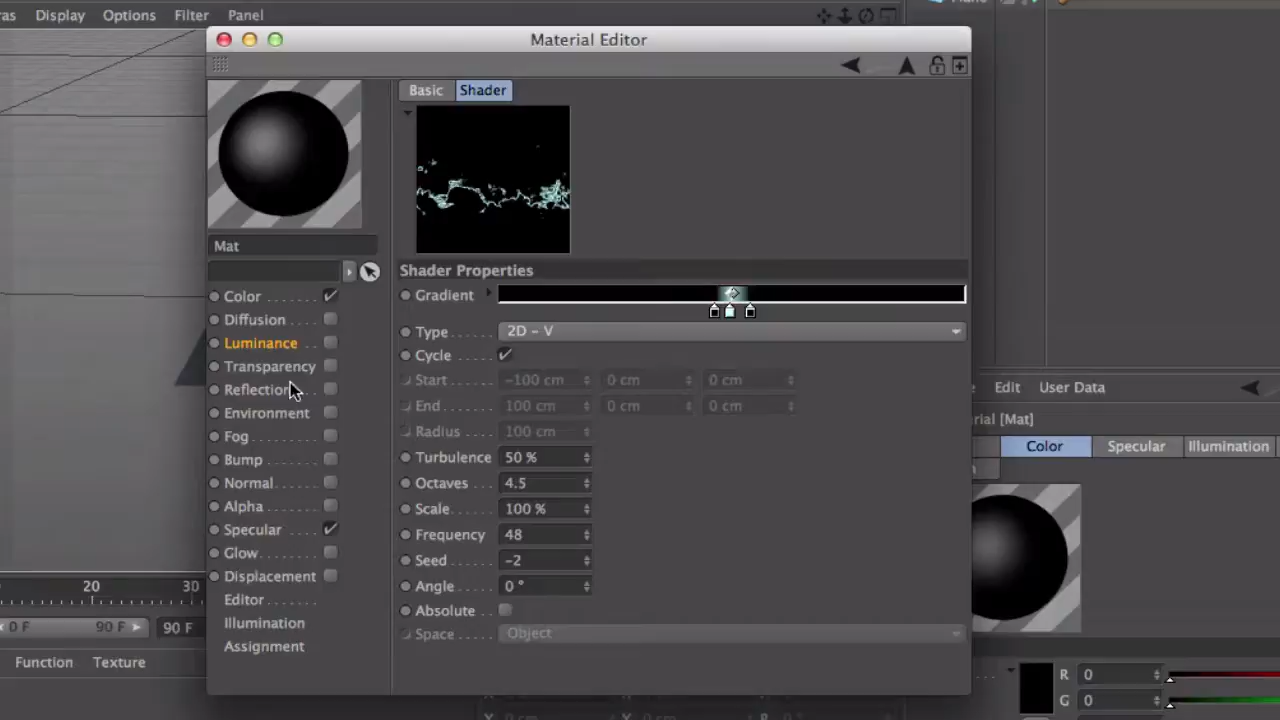 as Display Options Filter Panel
Material Editor
Basic Shader
Mat
Shader Properties
Color
Diffusion
Luminance
Transparency
Reflection
Environment
Fog
Bump
Normal
Alpha
Specular
Glow
Displacement
Editor
Illumination
Assignment
Gradient
Type 2D - V
Cycle
Start -100 cm 0 cm 0 cm
End 100 cm 0 cm 0 cm
Radius 100 cm
Turbulence 50 %
Octaves 4.5
Scale 100 %
Frequency 48
Seed -2
Angle 0 °
Absolute
Space Object
20 30
0 F 90 F 90 F
Function Texture
Edit User Data
rial [Mat]
Color Specular Illumination
R 0
G 0